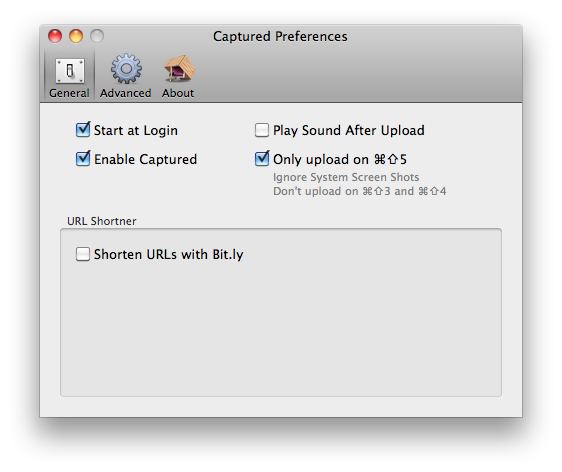 Captured Preferences
General Advanced About
Start at Login
Play Sound After Upload
Enable Captured
Only upload on ⌘⇧5
Ignore System Screen Shots
Don't upload on ⌘⇧3 and ⌘⇧4
URL Shortner
Shorten URLs with Bit.ly